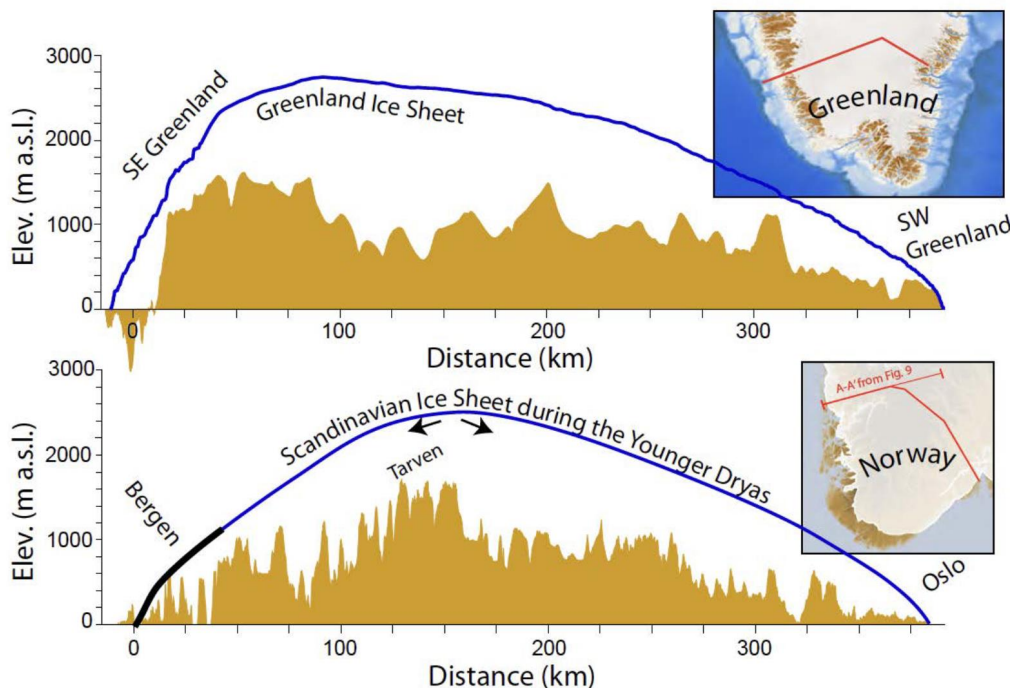 3000
2000
1000
0
Elev. (m a.s.l.)
SE Greenland
Greenland Ice Sheet
SW
Greenland
Greenland
0
100
200
300
Distance (km)
3000
2000
1000
0
Elev. (m a.s.l.)
Bergen
Scandinavian Ice Sheet during the Younger Dryas
Tarven
Oslo
A-A' from Fig. 9
Norway
0
100
200
300
Distance (km)